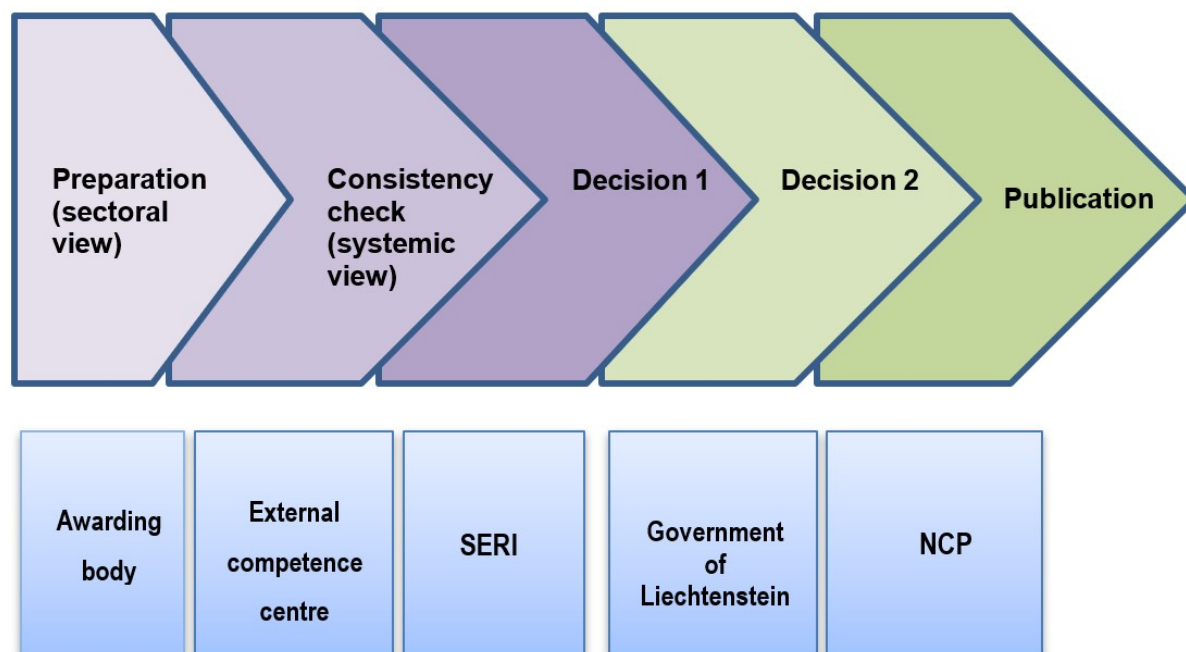 Preparation
(sectoral
view)
Consistency
check
(systemic
view)
Decision 1
Decision 2
Publication
Awarding
body
External
competence
centre
SERI
Government
of
Liechtenstein
NCP